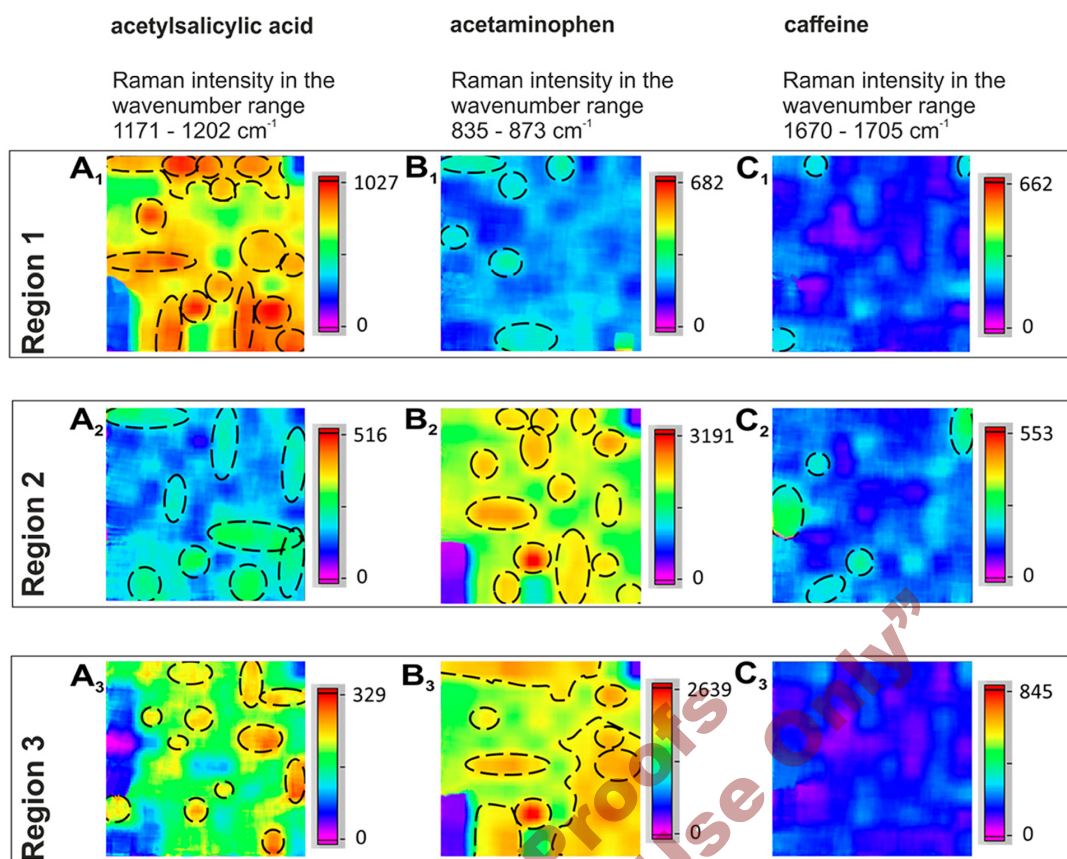 acetylsalicylic acid
acetaminophen
caffeine
Raman intensity in the
wavenumber range
1171 - 1202 cm⁻¹
Raman intensity in the
wavenumber range
835 - 873 cm⁻¹
Raman intensity in the
wavenumber range
1670 - 1705 cm⁻¹
Region 1
A₁
1027
0
B₁
682
0
C₁
662
0
Region 2
A₂
516
0
B₂
3191
0
C₂
553
0
Region 3
A₃
329
0
B₃
2639
0
C₃
845
0
Proofs
Use Only”